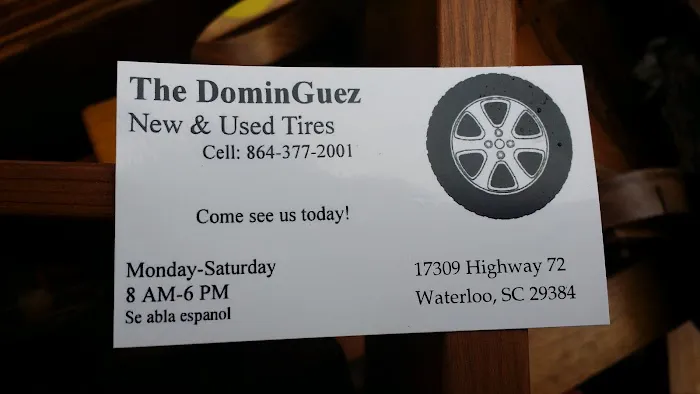 The DominGuez
New & Used Tires
Cell: 864-377-2001
Come see us today!
Monday-Saturday
8 AM-6 PM
Se abla espanol
17309 Highway 72
Waterloo, SC 29384